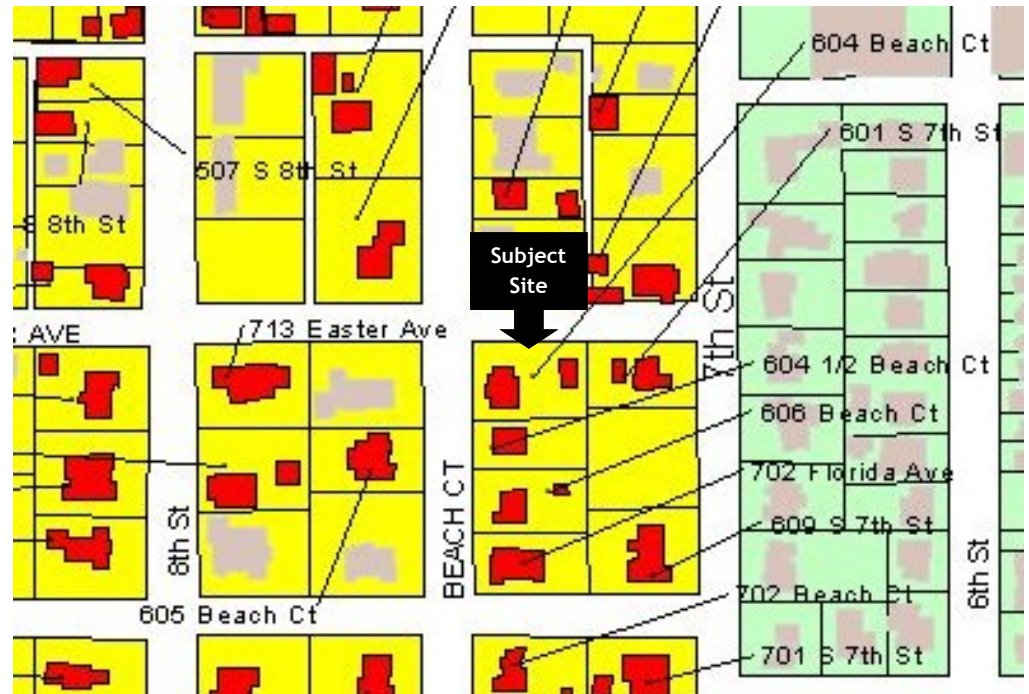 604 Beach Ct
601 S 7th St
507 S 8th St
S 8th St
Subject
Site
7th St
AVE
713 Easter Ave
604 1/2 Beach Ct
606 Beach Ct
702 Florida Ave
BEACH CT
8th St
609 S 7th St
6th St
702 Beach Ct
605 Beach Ct
701 S 7th St